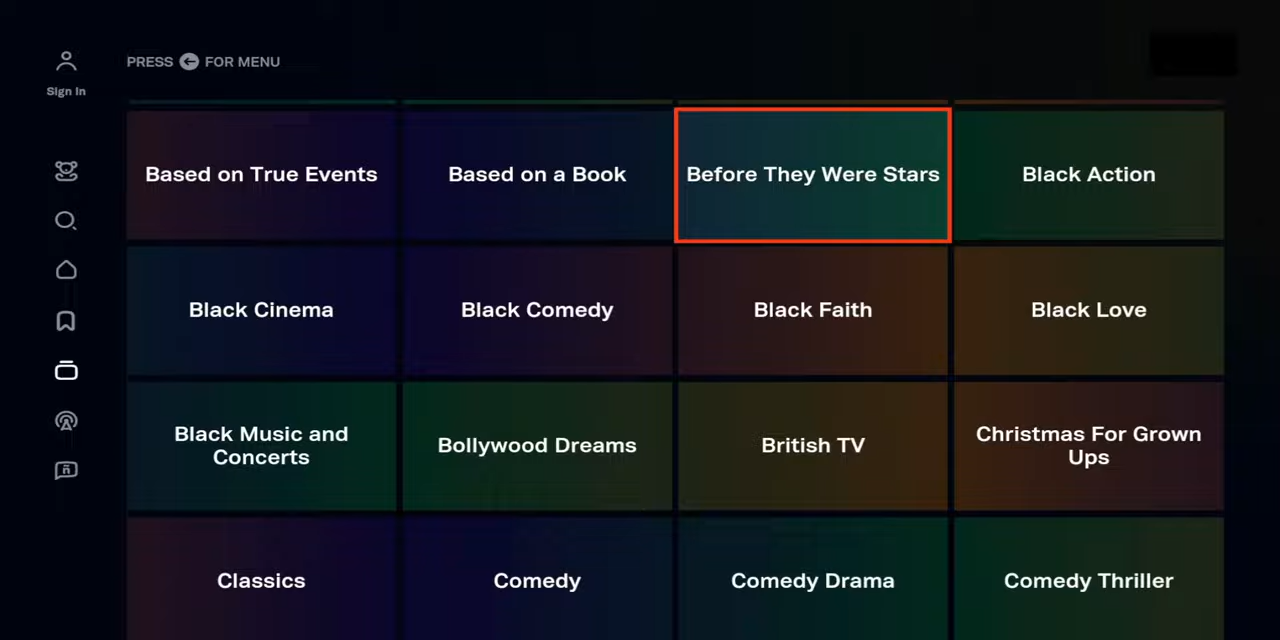 PRESS FOR MENU
Sign In
Based on True Events
Based on a Book
Before They Were Stars
Black Action
Black Cinema
Black Comedy
Black Faith
Black Love
Black Music and
Concerts
Bollywood Dreams
British TV
Christmas For Grown
Ups
Classics
Comedy
Comedy Drama
Comedy Thriller